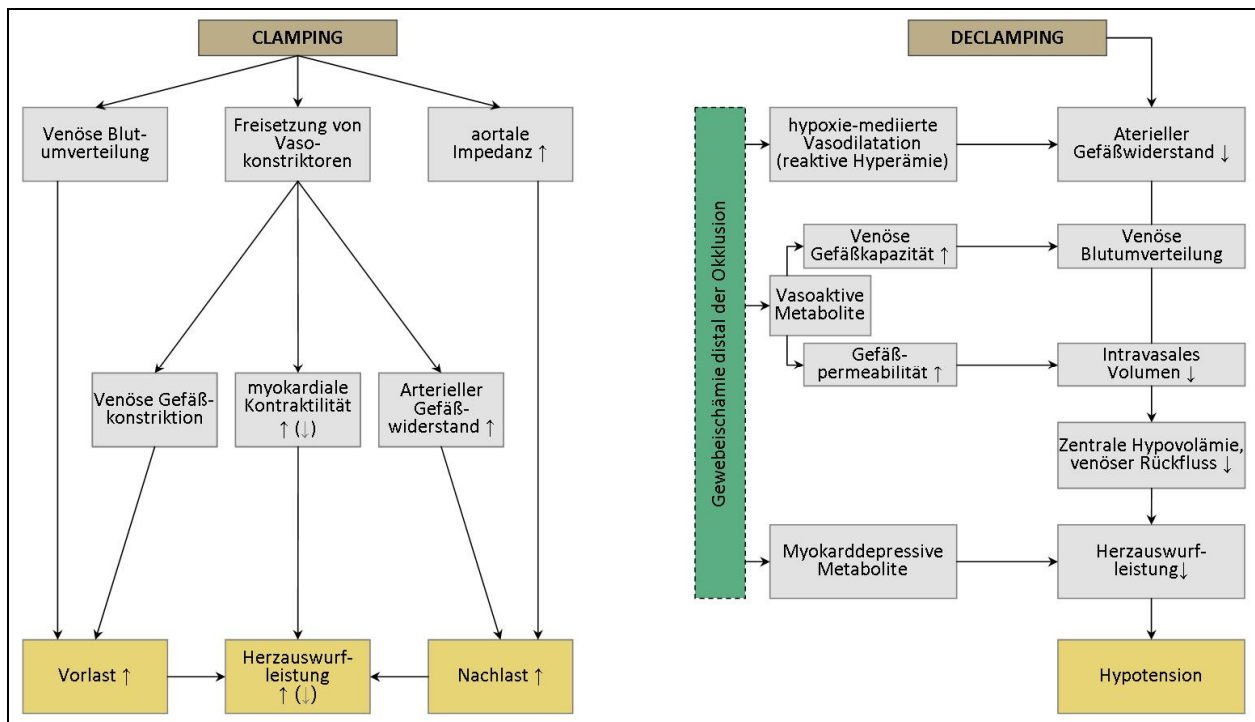 CLAMPING
Venöse Blut-
umverteilung
Freisetzung von
Vaso-
konstriktoren
aortale
Impedanz ↑
Venöse Gefäß-
konstriktion
myokardiale
Kontraktilität
↑ (↓)
Arterieller
Gefäß-
widerstand ↑
Vorlast ↑
Herzauswurf-
leistung
↑ (↓)
Nachlast ↑
DECLAMPING
Gewebeischämie distal der Okklusion
hypoxie-mediierte
Vasodilatation
(reaktive Hyperämie)
Aterieller
Gefäßwiderstand ↓
Venöse
Gefäßkapazität ↑
Venöse
Blutumverteilung
Vasoaktive
Metabolite
Gefäß-
permeabilität ↑
Intravasales
Volumen ↓
Zentrale Hypovolämie,
venöser Rückfluss ↓
Myokarddepressive
Metabolite
Herzauswurf-
leistung↓
Hypotension